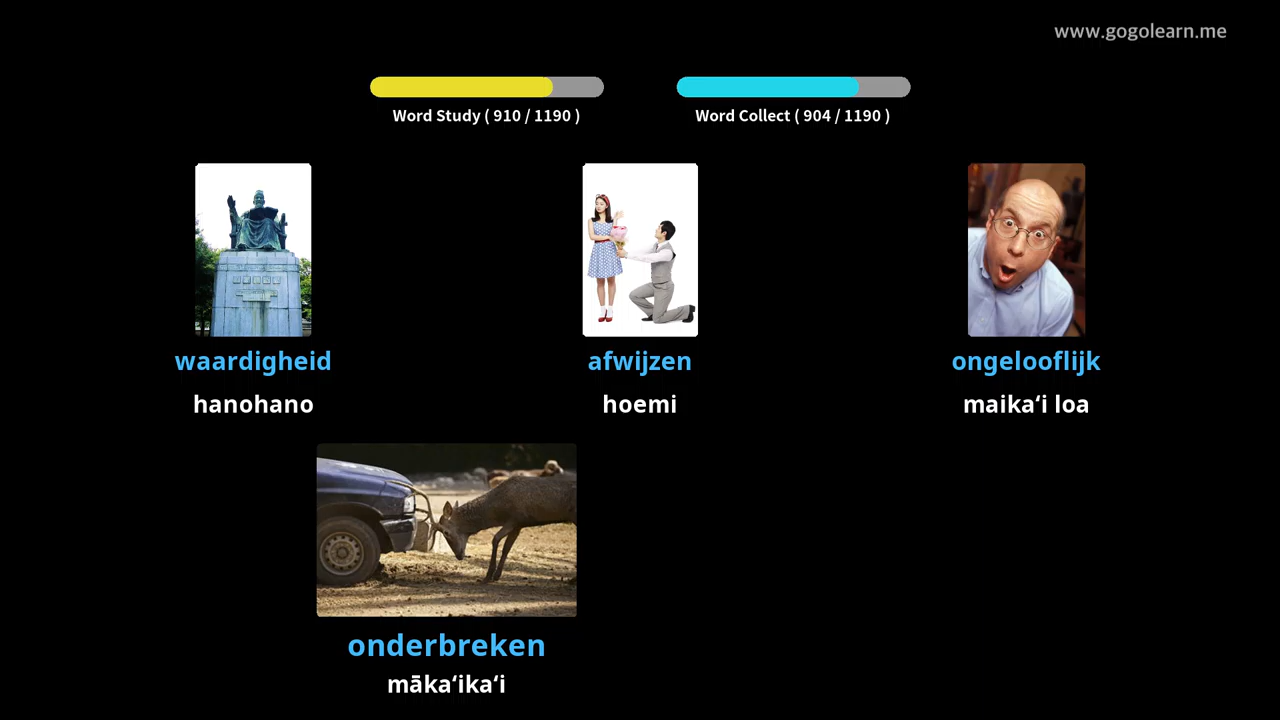 www.gogolearn.me
Word Study ( 910 / 1190 )
Word Collect ( 904 / 1190 )
waardigheid
hanohano
afwijzen
hoemi
ongelooflijk
maikaʻi loa
onderbreken
mākaʻikaʻi